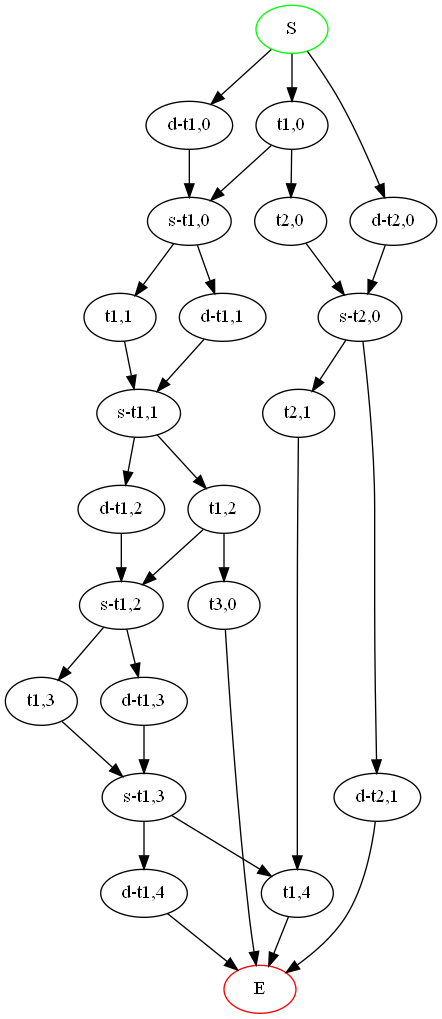 S
d-t1,0
t1,0
s-t1,0
t2,0
d-t2,0
t1,1
d-t1,1
s-t2,0
s-t1,1
t2,1
d-t1,2
t1,2
s-t1,2
t3,0
t1,3
d-t1,3
s-t1,3
d-t2,1
d-t1,4
t1,4
E